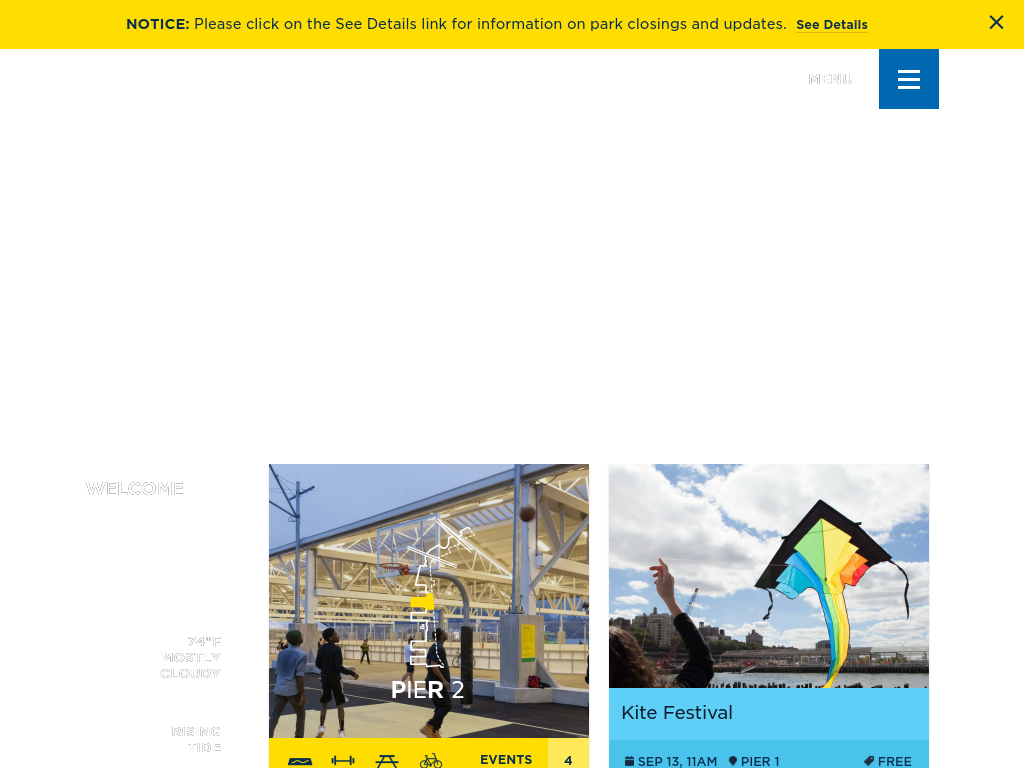 NOTICE: Please click on the See Details link for information on park closings and updates. See Details
MENU
WELCOME
74°F
MOSTLY
CLOUDY
RISING
TIDE
4
PIER 2
EVENTS 4
Kite Festival
SEP 13, 11AM PIER 1 FREE